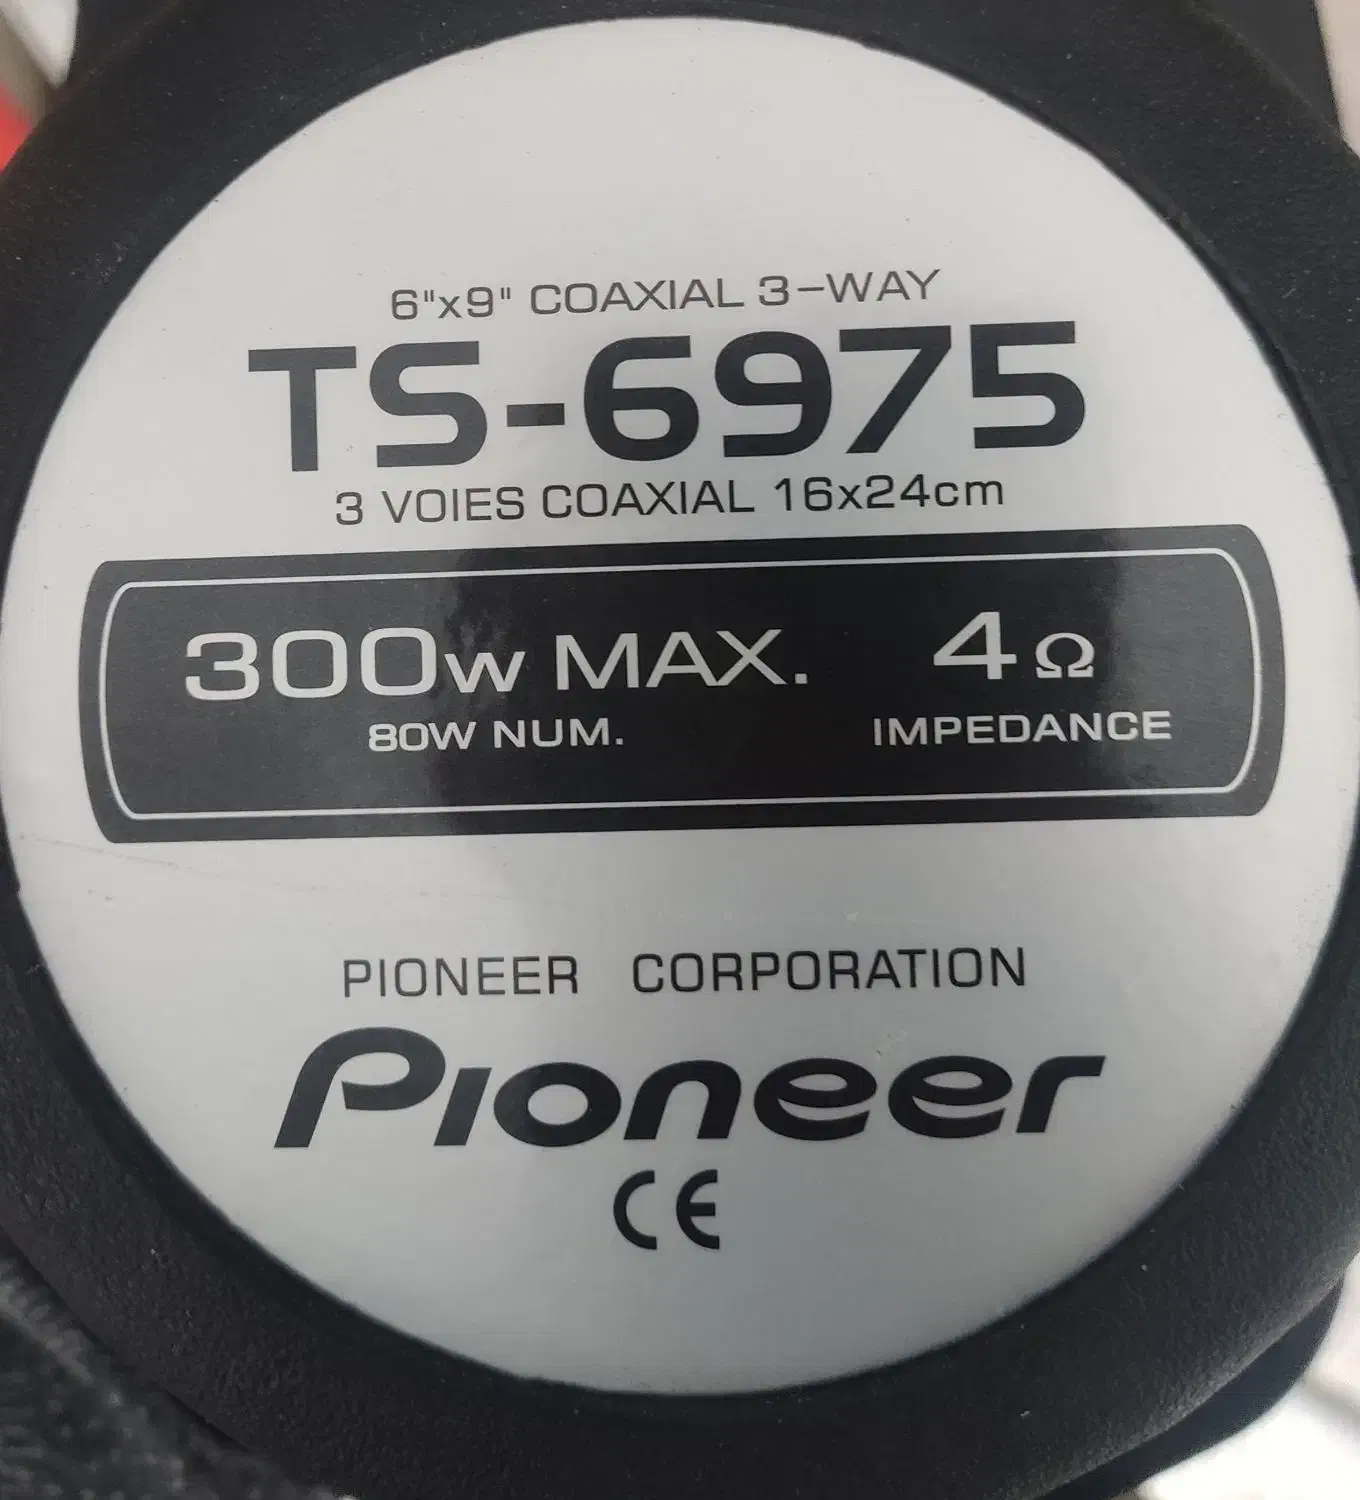 6"x9" COAXIAL 3-WAY
TS-6975
3 VOIES COAXIAL 16x24cm
300w MAX. 4Ω
80W NUM. IMPEDANCE
PIONEER CORPORATION
Pioneer
CE